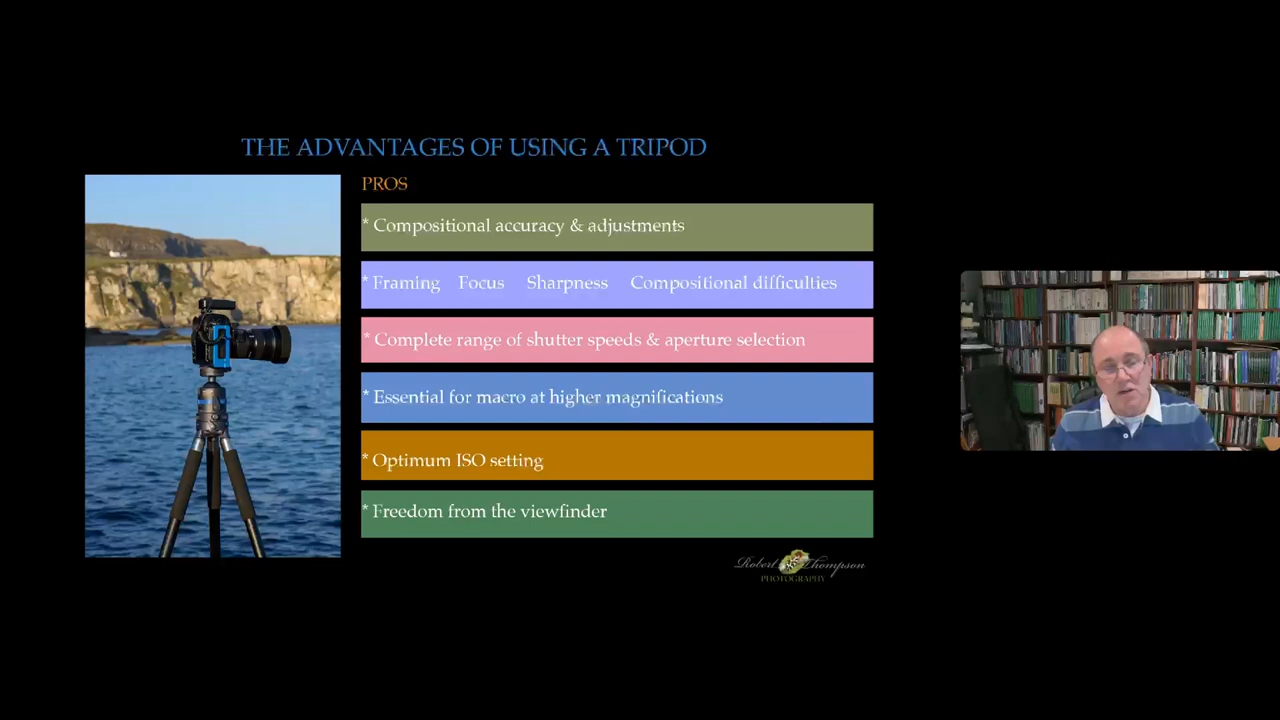 THE ADVANTAGES OF USING A TRIPOD
PROS
* Compositional accuracy & adjustments
* Framing Focus Sharpness Compositional difficulties
* Complete range of shutter speeds & aperture selection
* Essential for macro at higher magnifications
* Optimum ISO setting
* Freedom from the viewfinder
Robert Thompson
PHOTOGRAPHY